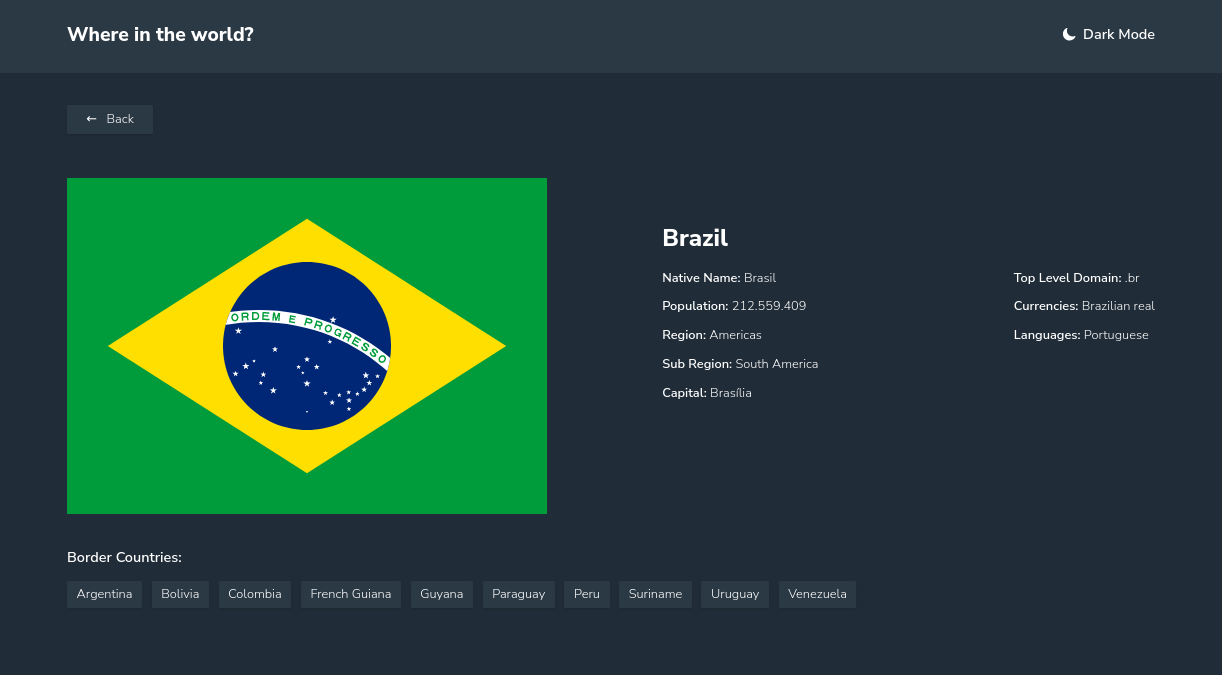 Where in the world?
Dark Mode
← Back
ORDEM E PROGRESSO
Brazil
Native Name: Brasil
Population: 212.559.409
Region: Americas
Sub Region: South America
Capital: Brasília
Top Level Domain: .br
Currencies: Brazilian real
Languages: Portuguese
Border Countries:
Argentina Bolivia Colombia French Guiana Guyana Paraguay Peru Suriname Uruguay Venezuela